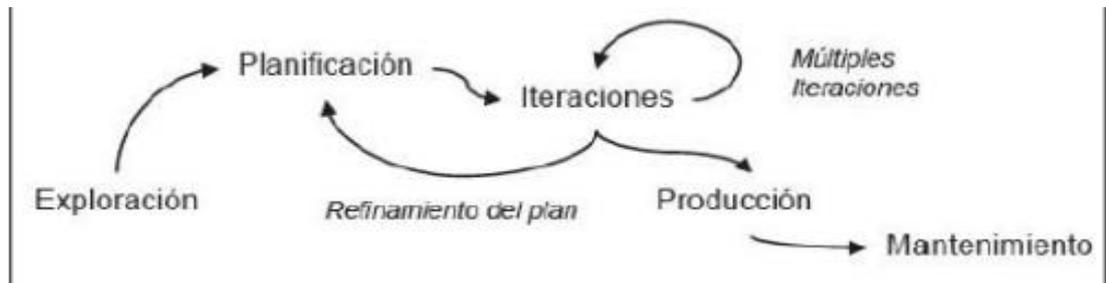 Planificación
Múltiples
Iteraciones
Iteraciones
Exploración
Refinamiento del plan
Producción
Mantenimiento